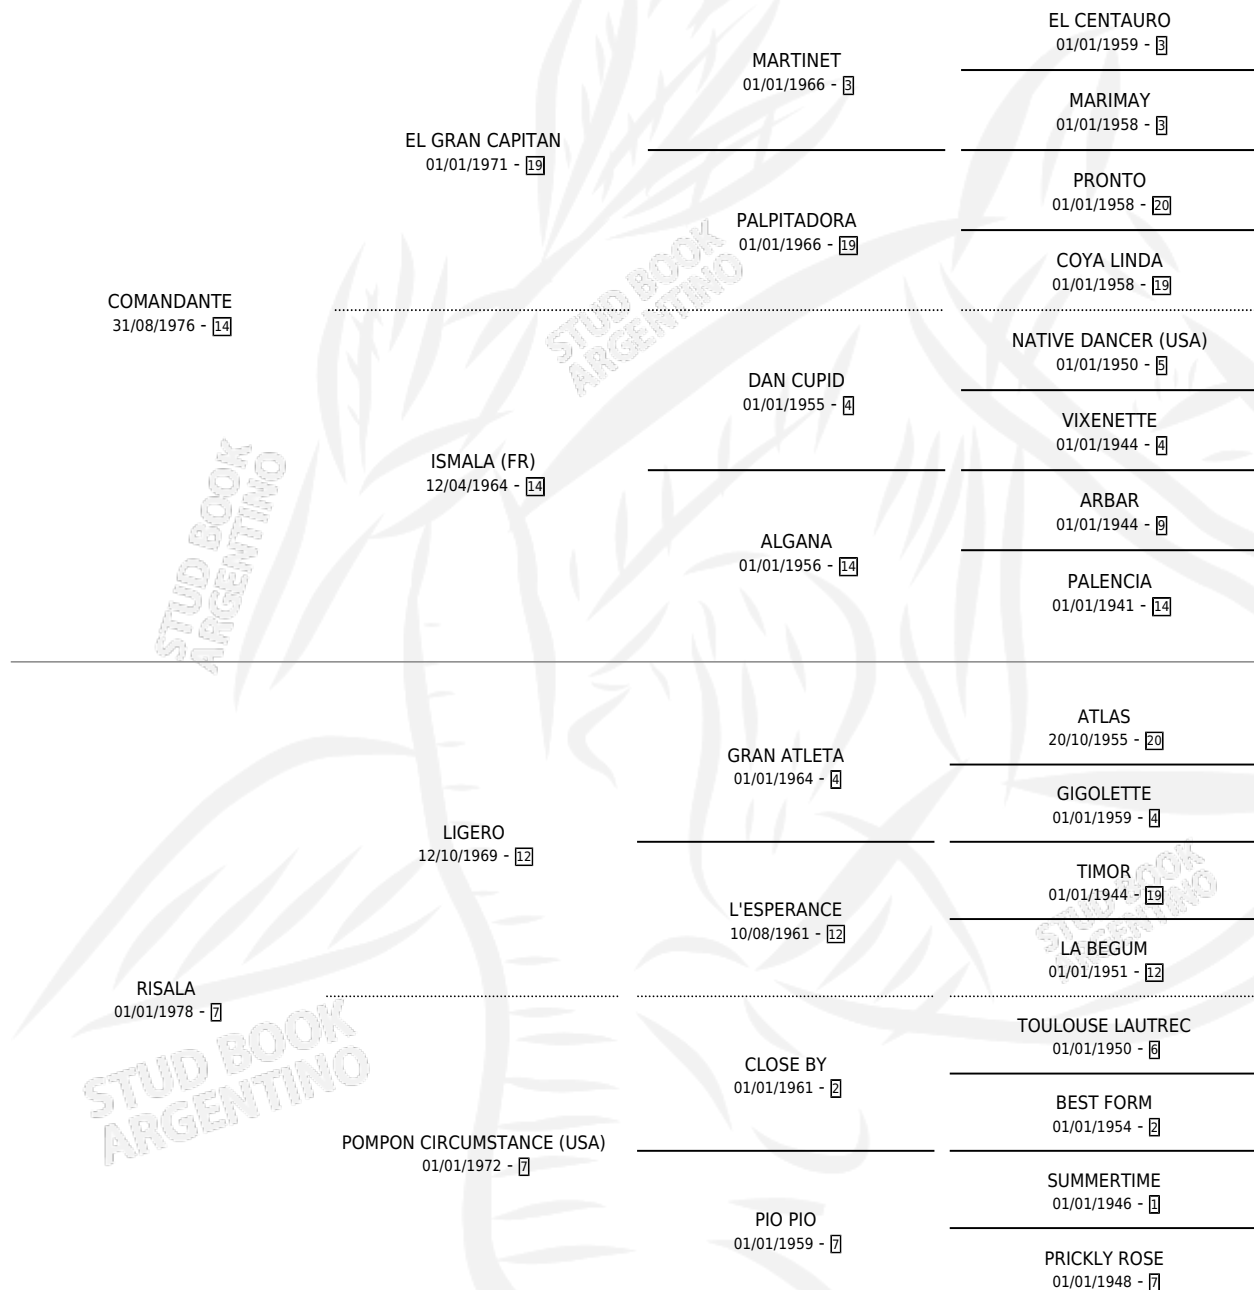 EL CENTAURO
01/01/1959 - 3
MARTINET
01/01/1966 - 3
MARIMAY
01/01/1958 - 3
EL GRAN CAPITAN
01/01/1971 - 19
PRONTO
01/01/1958 - 20
PALPITADORA
01/01/1966 - 19
COYA LINDA
01/01/1958 - 19
COMANDANTE
31/08/1976 - 14
NATIVE DANCER (USA)
01/01/1950 - 5
DAN CUPID
01/01/1955 - 4
VIXENETTE
01/01/1944 - 4
ISMALA (FR)
12/04/1964 - 14
ARBAR
01/01/1944 - 9
ALGANA
01/01/1956 - 14
PALENCIA
01/01/1941 - 14
ATLAS
20/10/1955 - 20
GRAN ATLETA
01/01/1964 - 4
GIGOLETTE
01/01/1959 - 4
LIGERO
12/10/1969 - 12
TIMOR
01/01/1944 - 19
L'ESPERANCE
10/08/1961 - 12
LA BEGUM
01/01/1951 - 12
RISALA
01/01/1978 - 7
TOULOUSE LAUTREC
01/01/1950 - 6
CLOSE BY
01/01/1961 - 2
BEST FORM
01/01/1954 - 2
POMPON CIRCUMSTANCE (USA)
01/01/1972 - 7
SUMMERTIME
01/01/1946 - 1
PIO PIO
01/01/1959 - 7
PRICKLY ROSE
01/01/1948 - 7
STUD BOOK
ARGENTINO
STUD BOOK
ARGENTINO
STUD BOOK
ARGENTINO
STUD BOOK
ARGENTINO